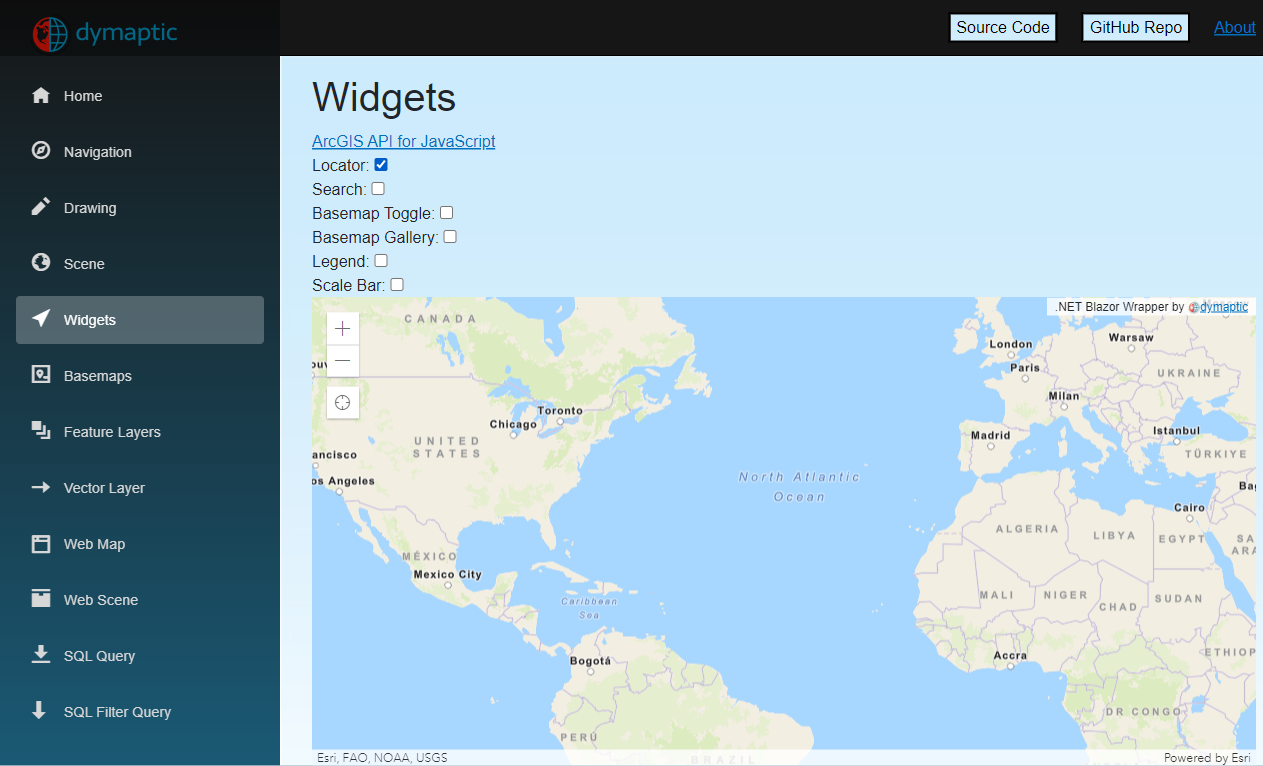 dymaptic
Source Code
GitHub Repo
About
Home
Navigation
Drawing
Scene
Widgets
Basemaps
Feature Layers
Vector Layer
Web Map
Web Scene
SQL Query
SQL Filter Query
Widgets
ArcGIS API for JavaScript
Locator:
Search:
Basemap Toggle:
Basemap Gallery:
Legend:
Scale Bar:
.NET Blazor Wrapper by dymaptic
CANADA
London
Warsaw
Paris
UKRAINE
Milan
Toronto
Chicago
Istanbul
Madrid
UNITED
STATES
TÜRKIYE
ancisco
os Angeles
North Atlantic
Ocean
Cairo
ALGERIA
LIBYA
EGYPT
MÉXICO
Mexico City
Caribbean
Sea
MALI
NIGER
CHAD
SUDAN
Accra
ETHIOP
Bogotá
DR CONGO
PERÚ
BRAZIL
Esri, FAO, NOAA, USGS
Powered by Esri